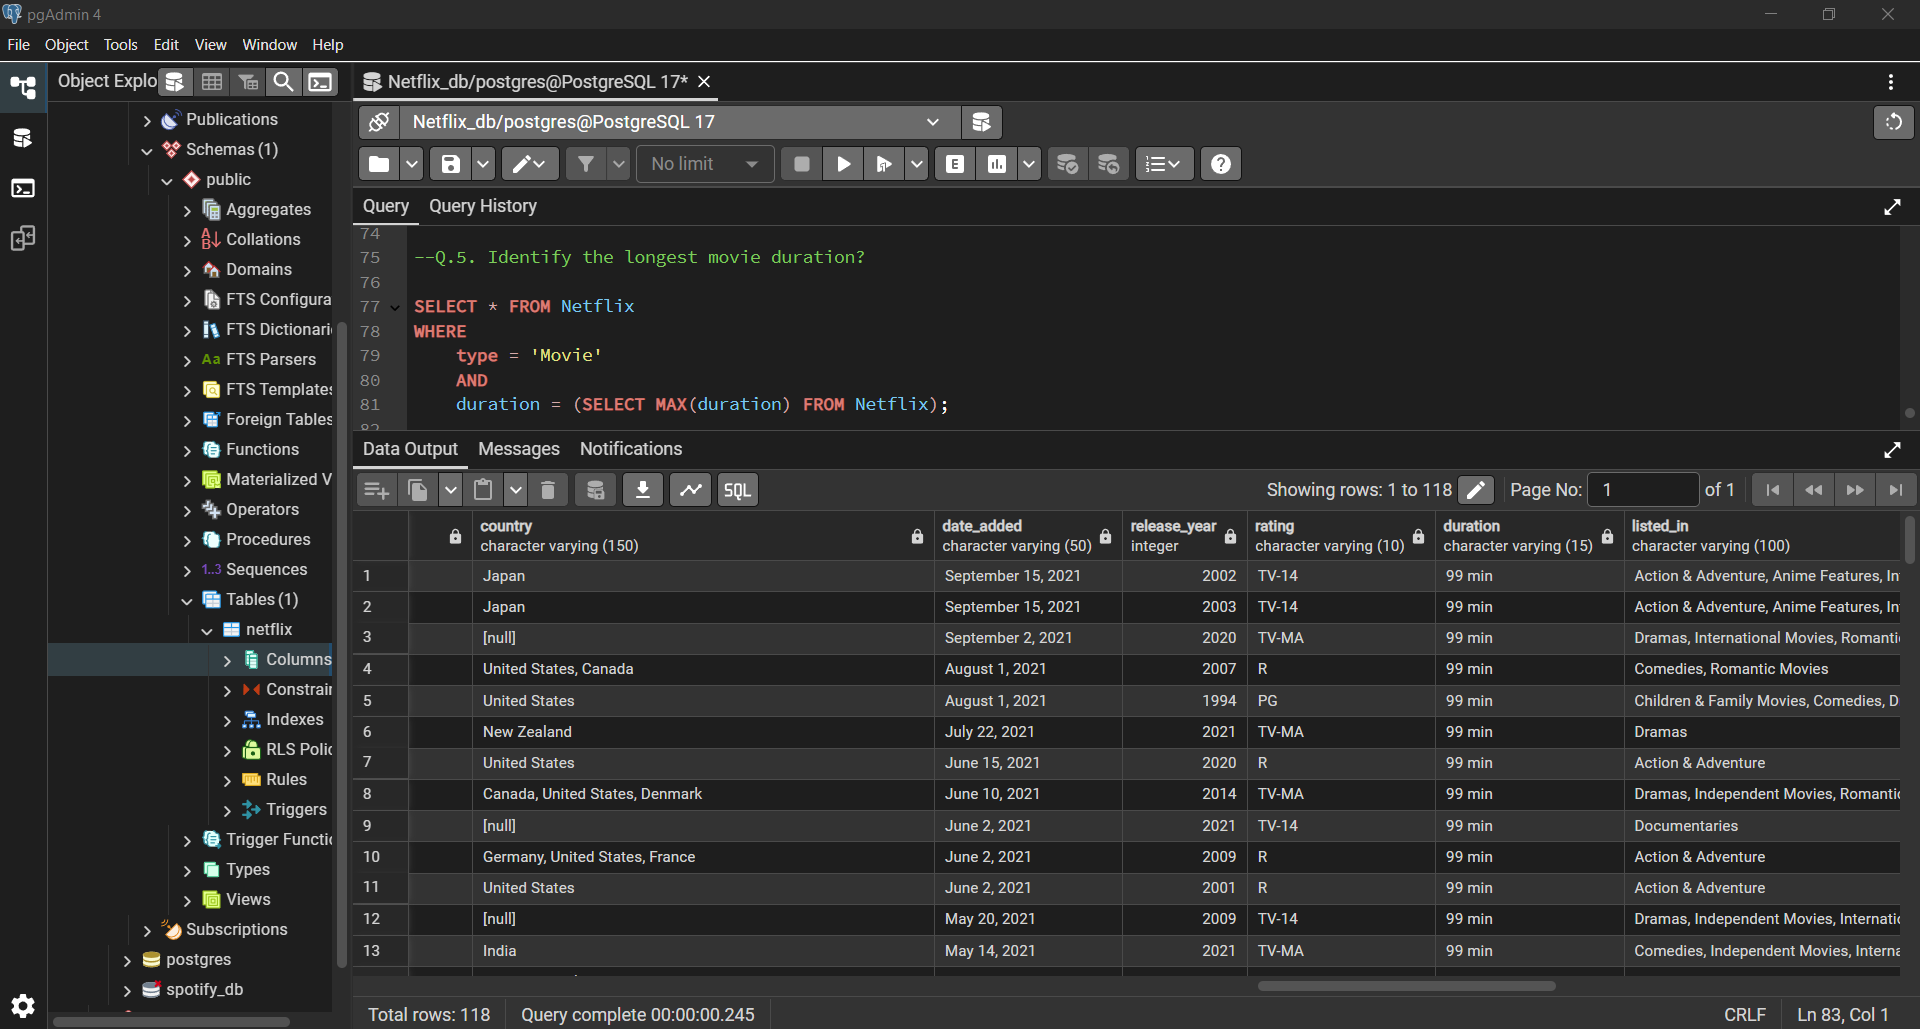 pgAdmin 4
File Object Tools Edit View Window Help
Object Explo
Netflix_db/postgres@PostgreSQL 17*
Publications
Schemas (1)
public
Aggregates
Collations
Domains
FTS Configura
FTS Dictionari
FTS Parsers
FTS Templates
Foreign Tables
Functions
Materialized V
Operators
Procedures
1..3 Sequences
Tables (1)
netflix
Columns
Constrain
Indexes
RLS Polic
Rules
Triggers
Trigger Functio
Types
Views
Subscriptions
postgres
spotify_db
Netflix_db/postgres@PostgreSQL 17
No limit
E
Query Query History
74
75 --Q.5. Identify the longest movie duration?
76
77 SELECT * FROM Netflix
78 WHERE
79 type = 'Movie'
80 AND
81 duration = (SELECT MAX(duration) FROM Netflix);
82
Data Output Messages Notifications
SQL Showing rows: 1 to 118 Page No: 1 of 1
country date_added release_year rating duration listed_in
character varying (150) character varying (50) integer character varying (10) character varying (15) character varying (100)
1 Japan September 15, 2021 2002 TV-14 99 min Action & Adventure, Anime Features, In
2 Japan September 15, 2021 2003 TV-14 99 min Action & Adventure, Anime Features, In
3 [null] September 2, 2021 2020 TV-MA 99 min Dramas, International Movies, Romanti
4 United States, Canada August 1, 2021 2007 R 99 min Comedies, Romantic Movies
5 United States August 1, 2021 1994 PG 99 min Children & Family Movies, Comedies, D
6 New Zealand July 22, 2021 2021 TV-MA 99 min Dramas
7 United States June 15, 2021 2020 R 99 min Action & Adventure
8 Canada, United States, Denmark June 10, 2021 2014 TV-MA 99 min Dramas, Independent Movies, Romanti
9 [null] June 2, 2021 2021 TV-14 99 min Documentaries
10 Germany, United States, France June 2, 2021 2009 R 99 min Action & Adventure
11 United States June 2, 2021 2001 R 99 min Action & Adventure
12 [null] May 20, 2021 2009 TV-14 99 min Dramas, Independent Movies, Internatio
13 India May 14, 2021 2021 TV-MA 99 min Comedies, Independent Movies, Interna
Total rows: 118 Query complete 00:00:00.245 CRLF Ln 83, Col 1